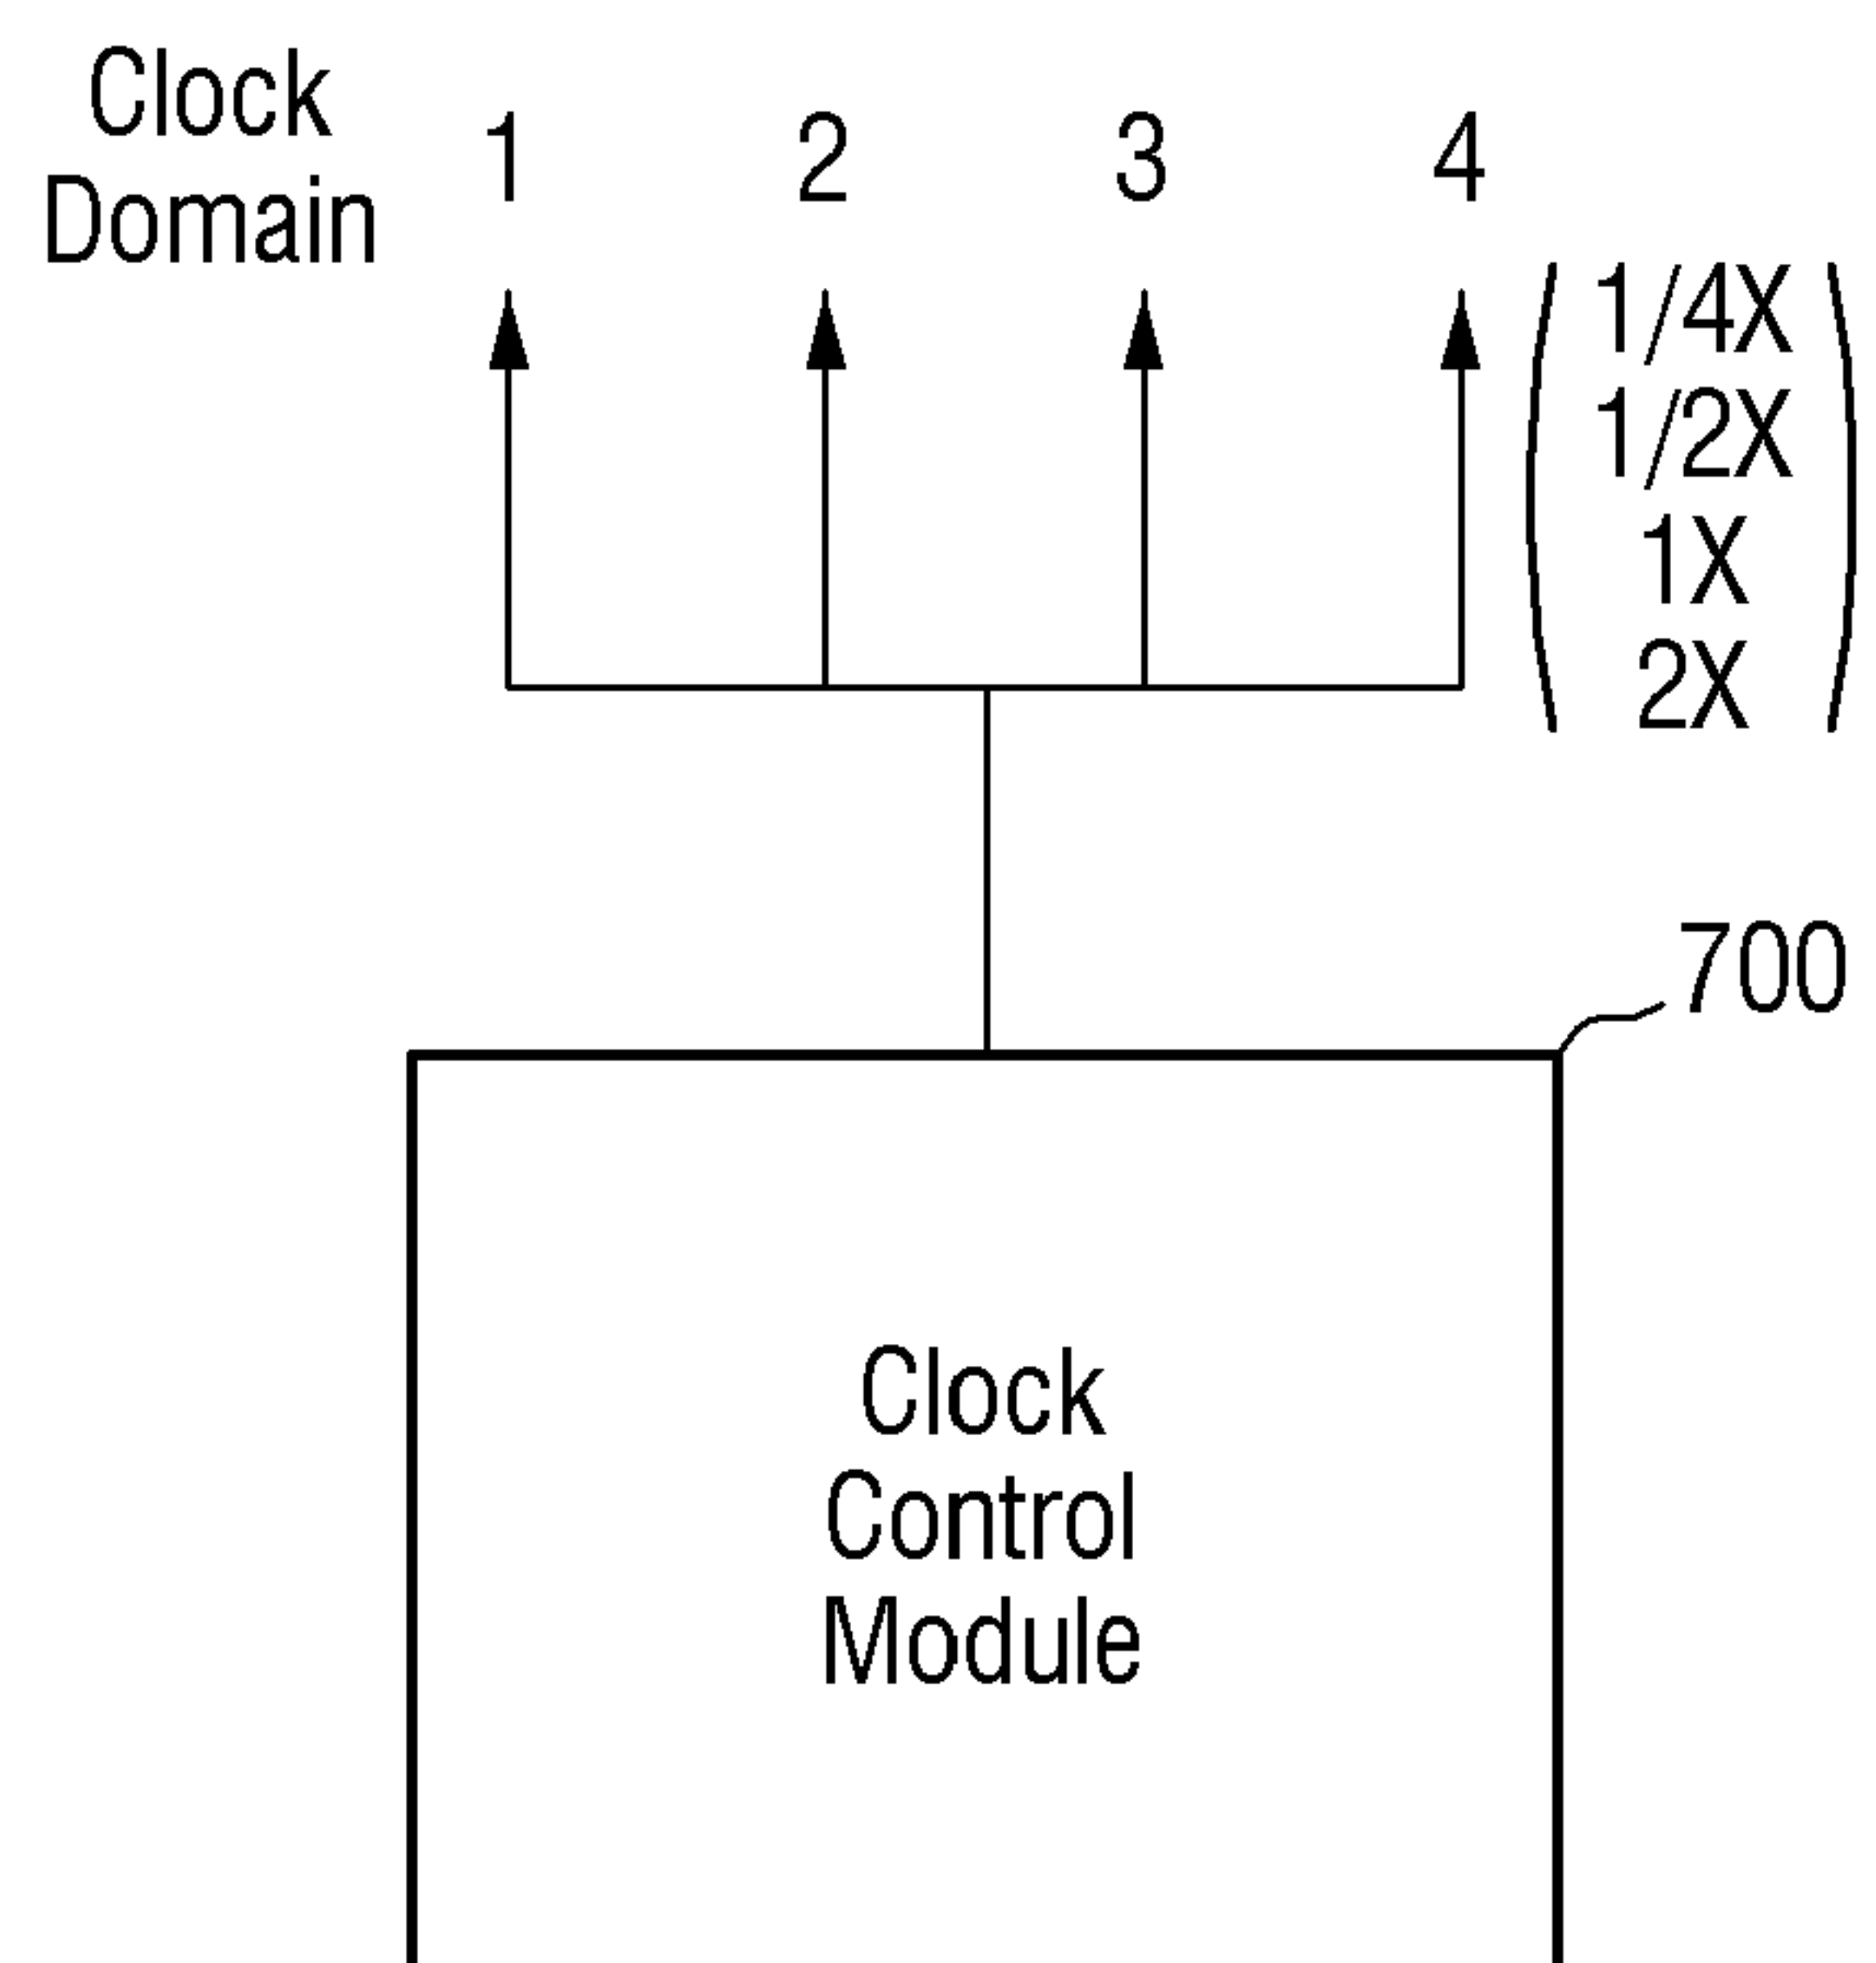 Clock
Domain
1 2 3 4
1/4X
1/2X
1X
2X
700
Clock
Control
Module